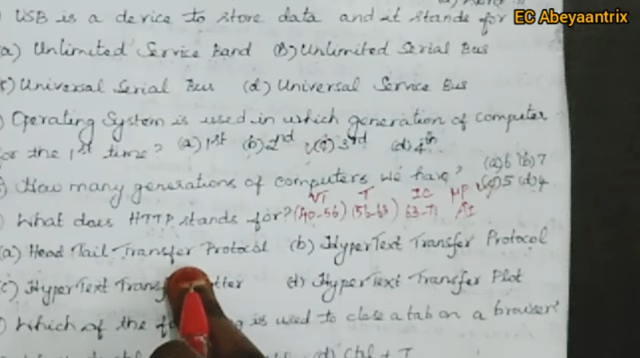 EC Abeyaantrix
USB is a device to store data and it stands for
(a) Unlimited Service Band (b) Unlimited Serial Bus
(c) Universal Serial Bus (d) Universal Service Bus
Operating System is used in which generation of computer
for the 1st time? (a) 1st (b) 2nd (c) 3rd (d) 4th
How many generations of computers we have? (a) 6 (b) 7
(c) 5 (d) 4
VT T IC MP
What does HTTP stands for? (40-56) (56-63) 63-71 AI
(a) Head Tail Transfer Protocol (b) HyperText Transfer Protocol
(c) HyperText (d) HyperText Transfer Plot
Which of the is used to close a tab on a browser?
(d) Ctrl + T